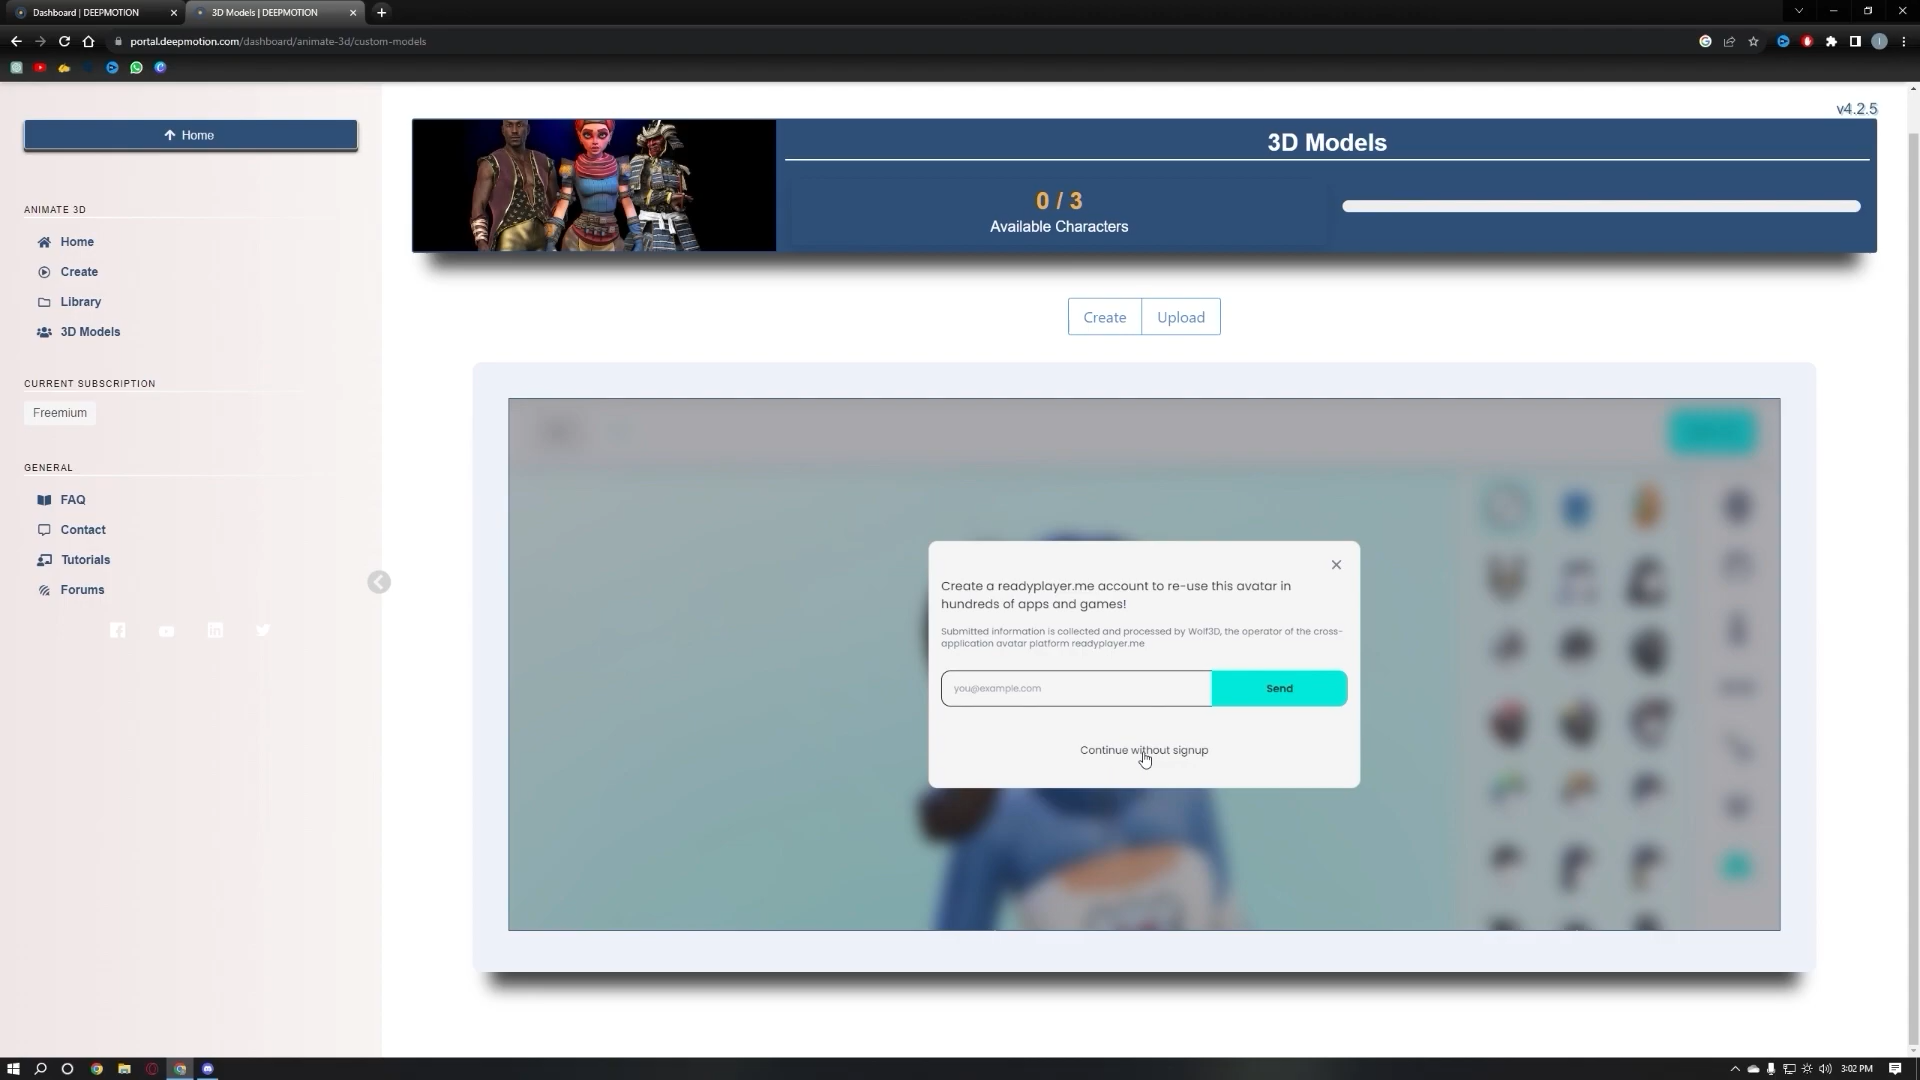 Dashboard | DEEPMOTION
3D Models | DEEPMOTION
portal.deepmotion.com/dashboard/animate-3d/custom-models
v4.2.5
Home
3D Models
0 / 3
Available Characters
ANIMATE 3D
Home
Create
Library
3D Models
Create
Upload
CURRENT SUBSCRIPTION
Freemium
GENERAL
FAQ
Contact
Tutorials
Forums
Create a readyplayer.me account to re-use this avatar in
hundreds of apps and games!
Submitted information is collected and processed by Wolf3D, the operator of the cross-
application avatar platform readyplayer.me
you@example.com
Send
Continue without signup
3:02 PM